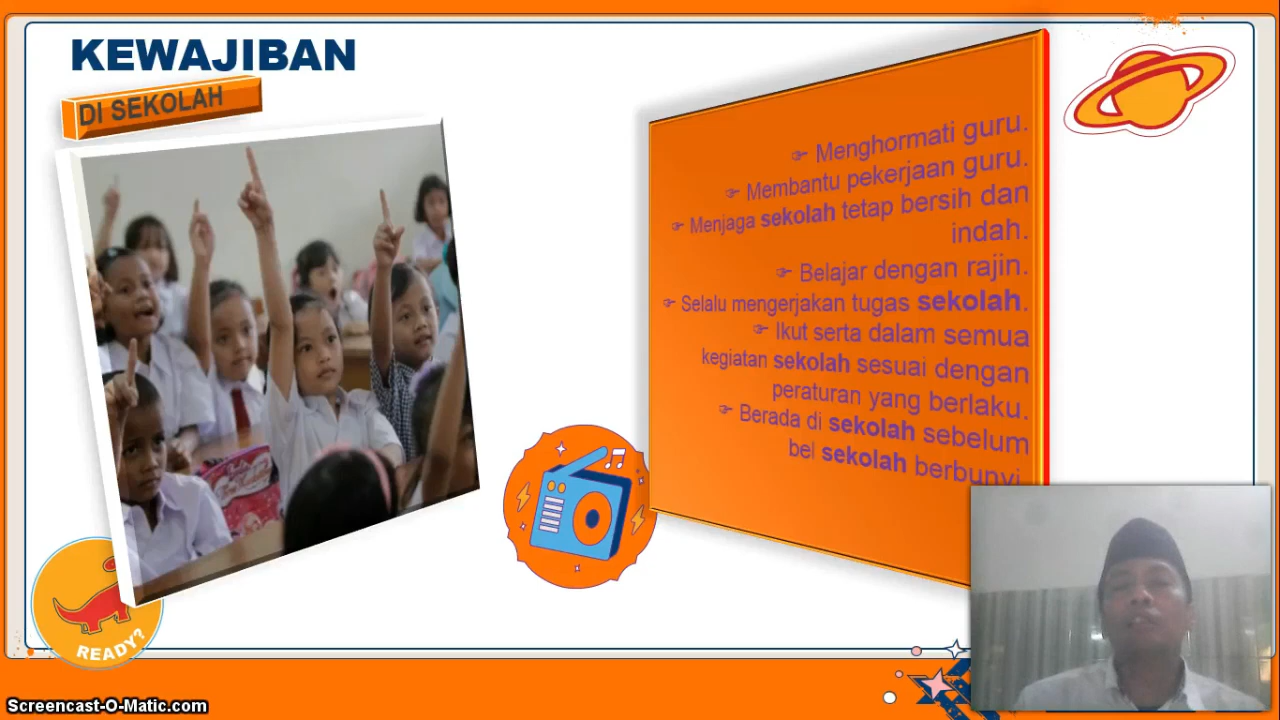 KEWAJIBAN
DI SEKOLAH
☞ Menghormati guru.
☞ Membantu pekerjaan guru.
☞ Menjaga sekolah tetap bersih dan
indah.
☞ Belajar dengan rajin.
☞ Selalu mengerjakan tugas sekolah.
☞ Ikut serta dalam semua
kegiatan sekolah sesuai dengan
peraturan yang berlaku.
☞ Berada di sekolah sebelum
bel sekolah berbunyi.
READY?
Screencast-O-Matic.com